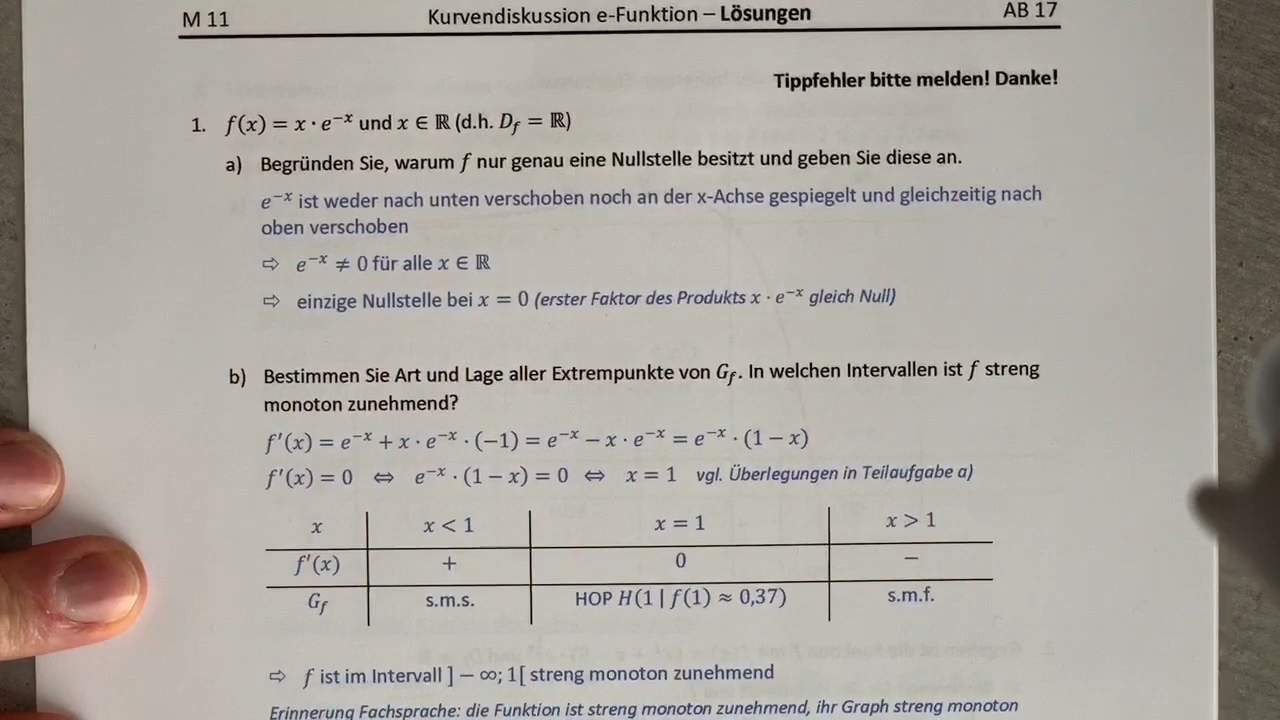 M 11 Kurvendiskussion e-Funktion – Lösungen AB 17
Tippfehler bitte melden! Danke!
1. f(x) = x · e⁻ˣ und x ∈ ℝ (d.h. D_f = ℝ)
a) Begründen Sie, warum f nur genau eine Nullstelle besitzt und geben Sie diese an.
e⁻ˣ ist weder nach unten verschoben noch an der x-Achse gespiegelt und gleichzeitig nach
oben verschoben
⇨ e⁻ˣ ≠ 0 für alle x ∈ ℝ
⇨ einzige Nullstelle bei x = 0 (erster Faktor des Produkts x · e⁻ˣ gleich Null)
b) Bestimmen Sie Art und Lage aller Extrempunkte von G_f. In welchen Intervallen ist f streng
monoton zunehmend?
f'(x) = e⁻ˣ + x · e⁻ˣ · (−1) = e⁻ˣ − x · e⁻ˣ = e⁻ˣ · (1 − x)
f'(x) = 0 ⇔ e⁻ˣ · (1 − x) = 0 ⇔ x = 1 vgl. Überlegungen in Teilaufgabe a)
x x < 1 x = 1 x > 1
f'(x) + 0 −
G_f s.m.s. HOP H(1 | f(1) ≈ 0,37) s.m.f.
⇨ f ist im Intervall ] − ∞; 1[ streng monoton zunehmend
Erinnerung Fachsprache: die Funktion ist streng monoton zunehmend, ihr Graph streng monoton